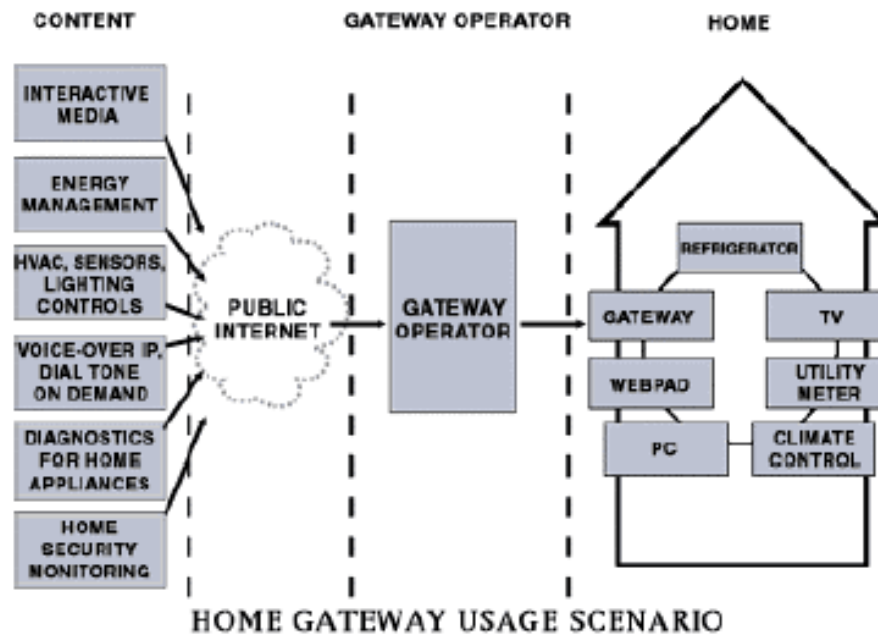 CONTENT
GATEWAY OPERATOR
HOME
INTERACTIVE
MEDIA
ENERGY
MANAGEMENT
HVAC, SENSORS,
LIGHTING
CONTROLS
VOICE-OVER IP,
DIAL TONE
ON DEMAND
DIAGNOSTICS
FOR HOME
APPLIANCES
HOME
SECURITY
MONITORING
PUBLIC
INTERNET
GATEWAY
OPERATOR
REFRIGERATOR
GATEWAY
TV
WEBPAD
UTILITY
METER
PC
CLIMATE
CONTROL
HOME GATEWAY USAGE SCENARIO